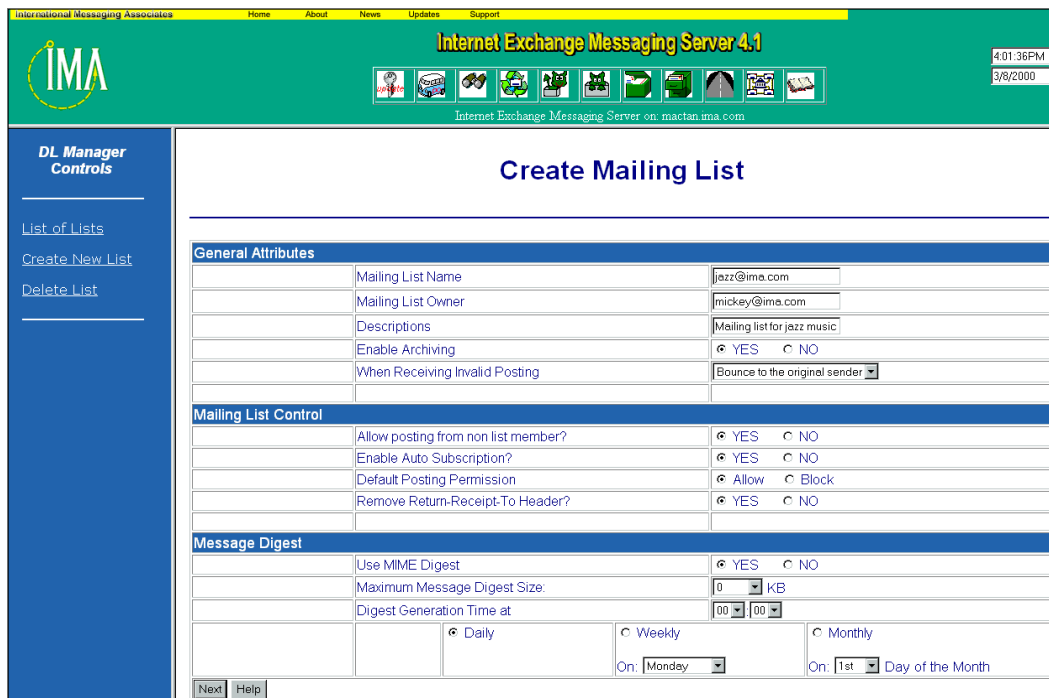 International Messaging Associates Home About News Updates Support
IMA
Internet Exchange Messaging Server 4.1
4:01:36PM
3/8/2000
update
Internet Exchange Messaging Server on: mactan.ima.com
DL Manager
Controls
List of Lists
Create New List
Delete List
Create Mailing List
General Attributes
Mailing List Name jazz@ima.com
Mailing List Owner mickey@ima.com
Descriptions Mailing list for jazz music
Enable Archiving YES NO
When Receiving Invalid Posting Bounce to the original sender
Mailing List Control
Allow posting from non list member? YES NO
Enable Auto Subscription? YES NO
Default Posting Permission Allow Block
Remove Return-Receipt-To Header? YES NO
Message Digest
Use MIME Digest YES NO
Maximum Message Digest Size: 0 KB
Digest Generation Time at 00 : 00
Daily Weekly Monthly
On: Monday On: 1st Day of the Month
Next Help